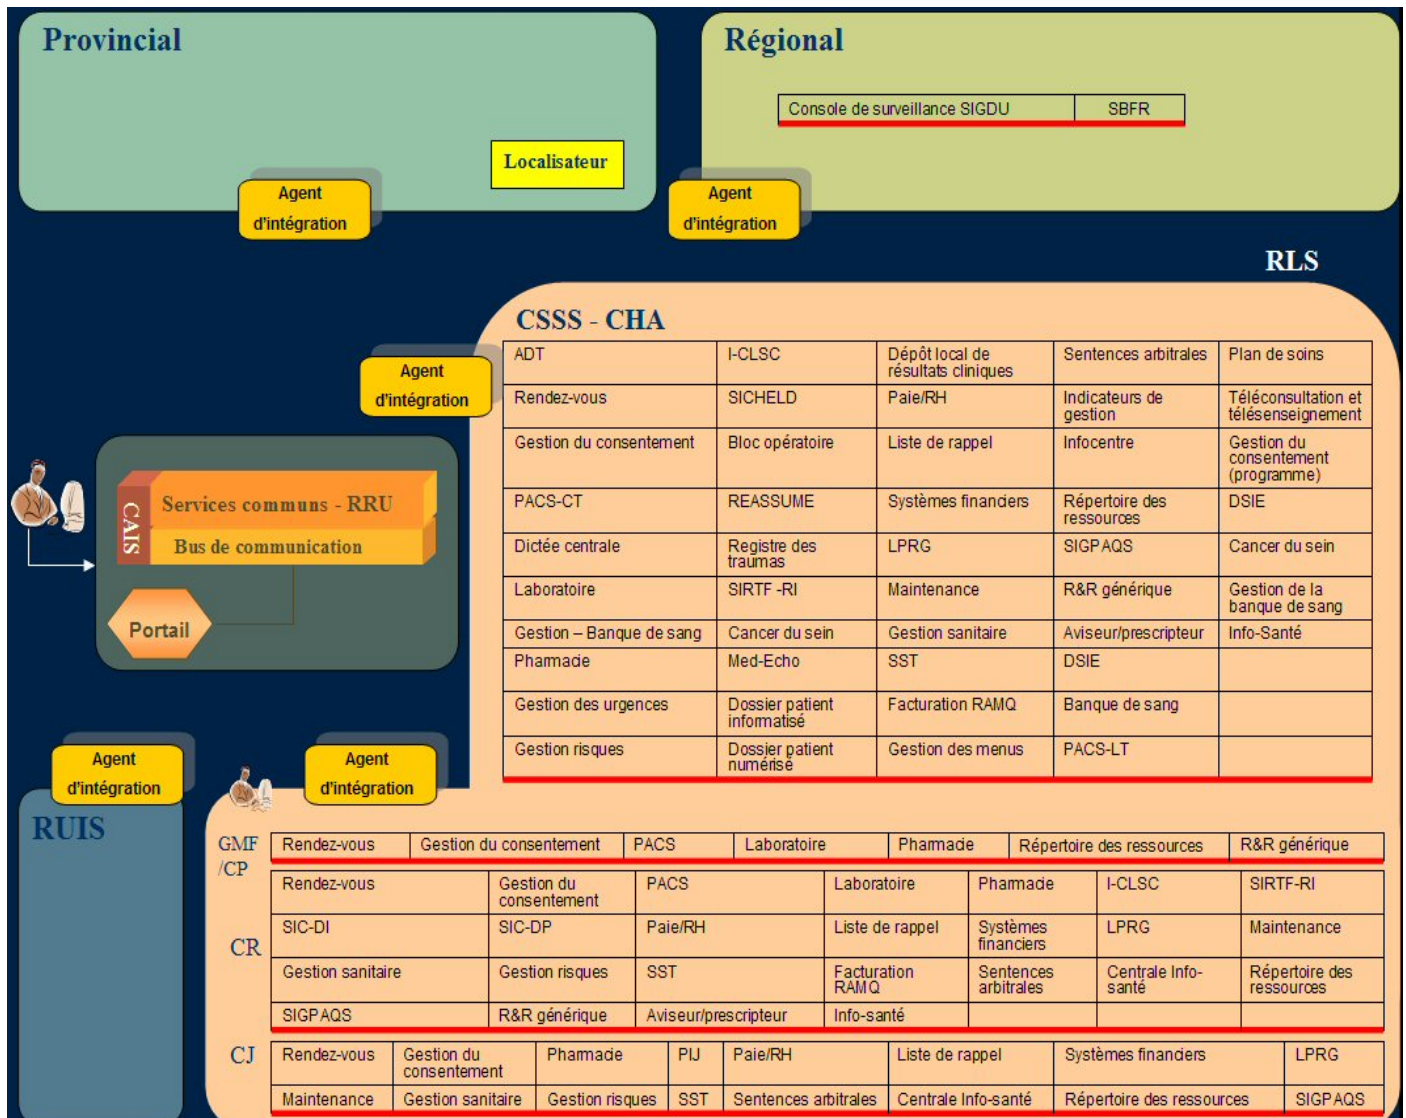 Provincial
Régional
Console de surveillance SIGDU
SBFR
Localisateur
Agent
d'intégration
Agent
d'intégration
RLS
CSSS - CHA
Agent
d'intégration
ADT
I-CLSC
Dépôt local de
résultats cliniques
Sentences arbitrales
Plan de soins
Rendez-vous
SICHELD
Paie/RH
Indicateurs de
gestion
Téléconsultation et
télésenseignement
Gestion du consentement
Bloc opératoire
Liste de rappel
Infocentre
Gestion du
consentement
(programme)
PACS-CT
REASSUME
Systèmes financiers
Répertoire des
ressources
DSIE
Dictée centrale
Registre des
traumas
LPRG
SIGPAQS
Cancer du sein
Laboratoire
SIRTF -RI
Maintenance
R&R générique
Gestion de la
banque de sang
Gestion – Banque de sang
Cancer du sein
Gestion sanitaire
Aviseur/prescripteur
Info-Santé
Pharmacie
Med-Echo
SST
DSIE
Gestion des urgences
Dossier patient
informatisé
Facturation RAMQ
Banque de sang
Gestion risques
Dossier patient
numérisé
Gestion des menus
PACS-LT
CAIS
Services communs - RRU
Bus de communication
Portail
Agent
d'intégration
RUIS
Agent
d'intégration
GMF
/CP
Rendez-vous
Gestion du consentement
PACS
Laboratoire
Pharmacie
Répertoire des ressources
R&R générique
CR
Rendez-vous
Gestion du
consentement
PACS
Laboratoire
Pharmacie
I-CLSC
SIRTF-RI
SIC-DI
SIC-DP
Paie/RH
Liste de rappel
Systèmes
financiers
LPRG
Maintenance
Gestion sanitaire
Gestion risques
SST
Facturation
RAMQ
Sentences
arbitrales
Centrale Info-
santé
Répertoire des
ressources
SIGPAQS
R&R générique
Aviseur/prescripteur
Info-santé
CJ
Rendez-vous
Gestion du
consentement
Pharmacie
PIJ
Paie/RH
Liste de rappel
Systèmes financiers
LPRG
Maintenance
Gestion sanitaire
Gestion risques
SST
Sentences arbitrales
Centrale Info-santé
Répertoire des ressources
SIGPAQS